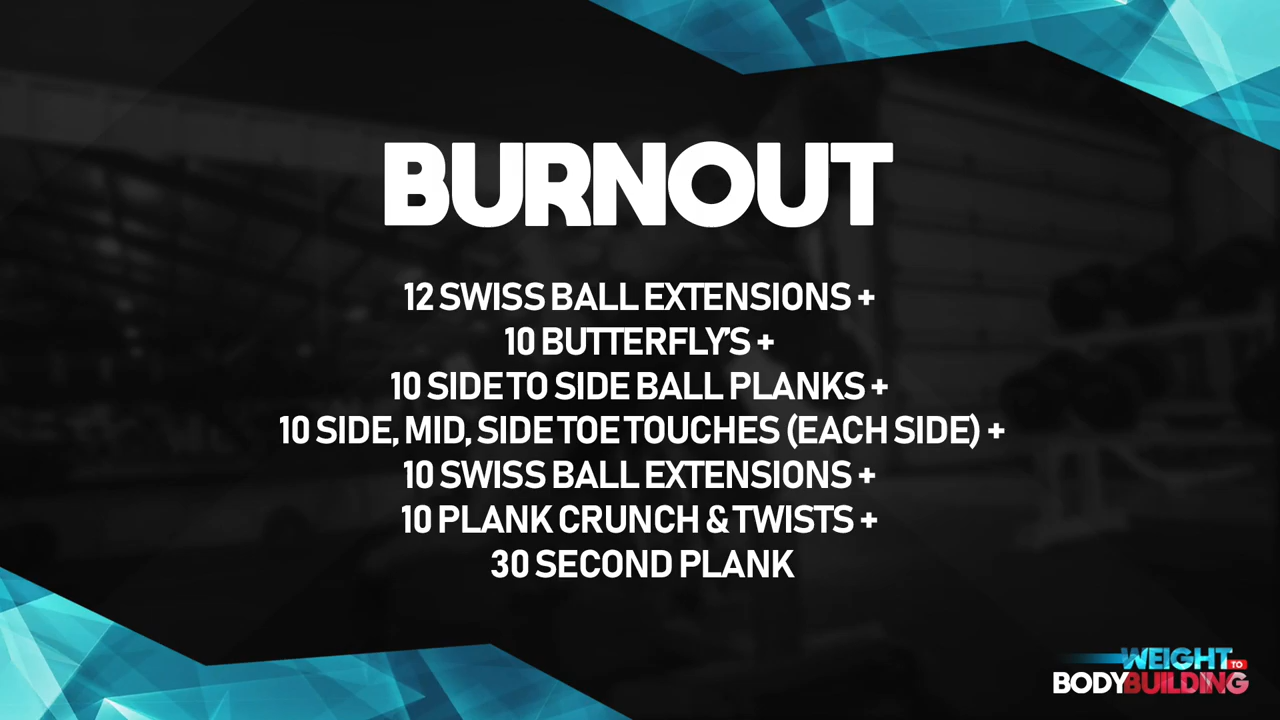 BURNOUT
12 SWISS BALL EXTENSIONS +
10 BUTTERFLY'S +
10 SIDE TO SIDE BALL PLANKS +
10 SIDE, MID, SIDE TOE TOUCHES (EACH SIDE) +
10 SWISS BALL EXTENSIONS +
10 PLANK CRUNCH & TWISTS +
30 SECOND PLANK
WEIGHT TO
BODYBUILDING